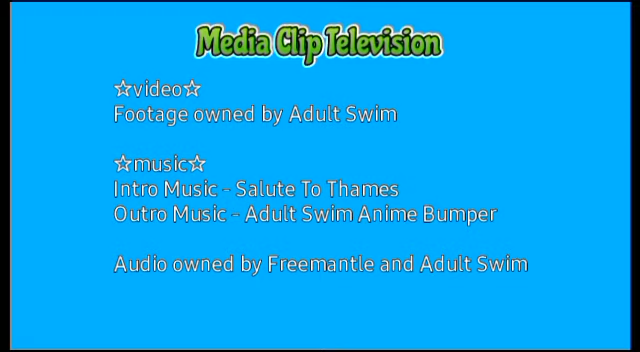 Media Clip Television
☆video☆
Footage owned by Adult Swim
☆music☆
Intro Music - Salute To Thames
Outro Music - Adult Swim Anime Bumper
Audio owned by Freemantle and Adult Swim